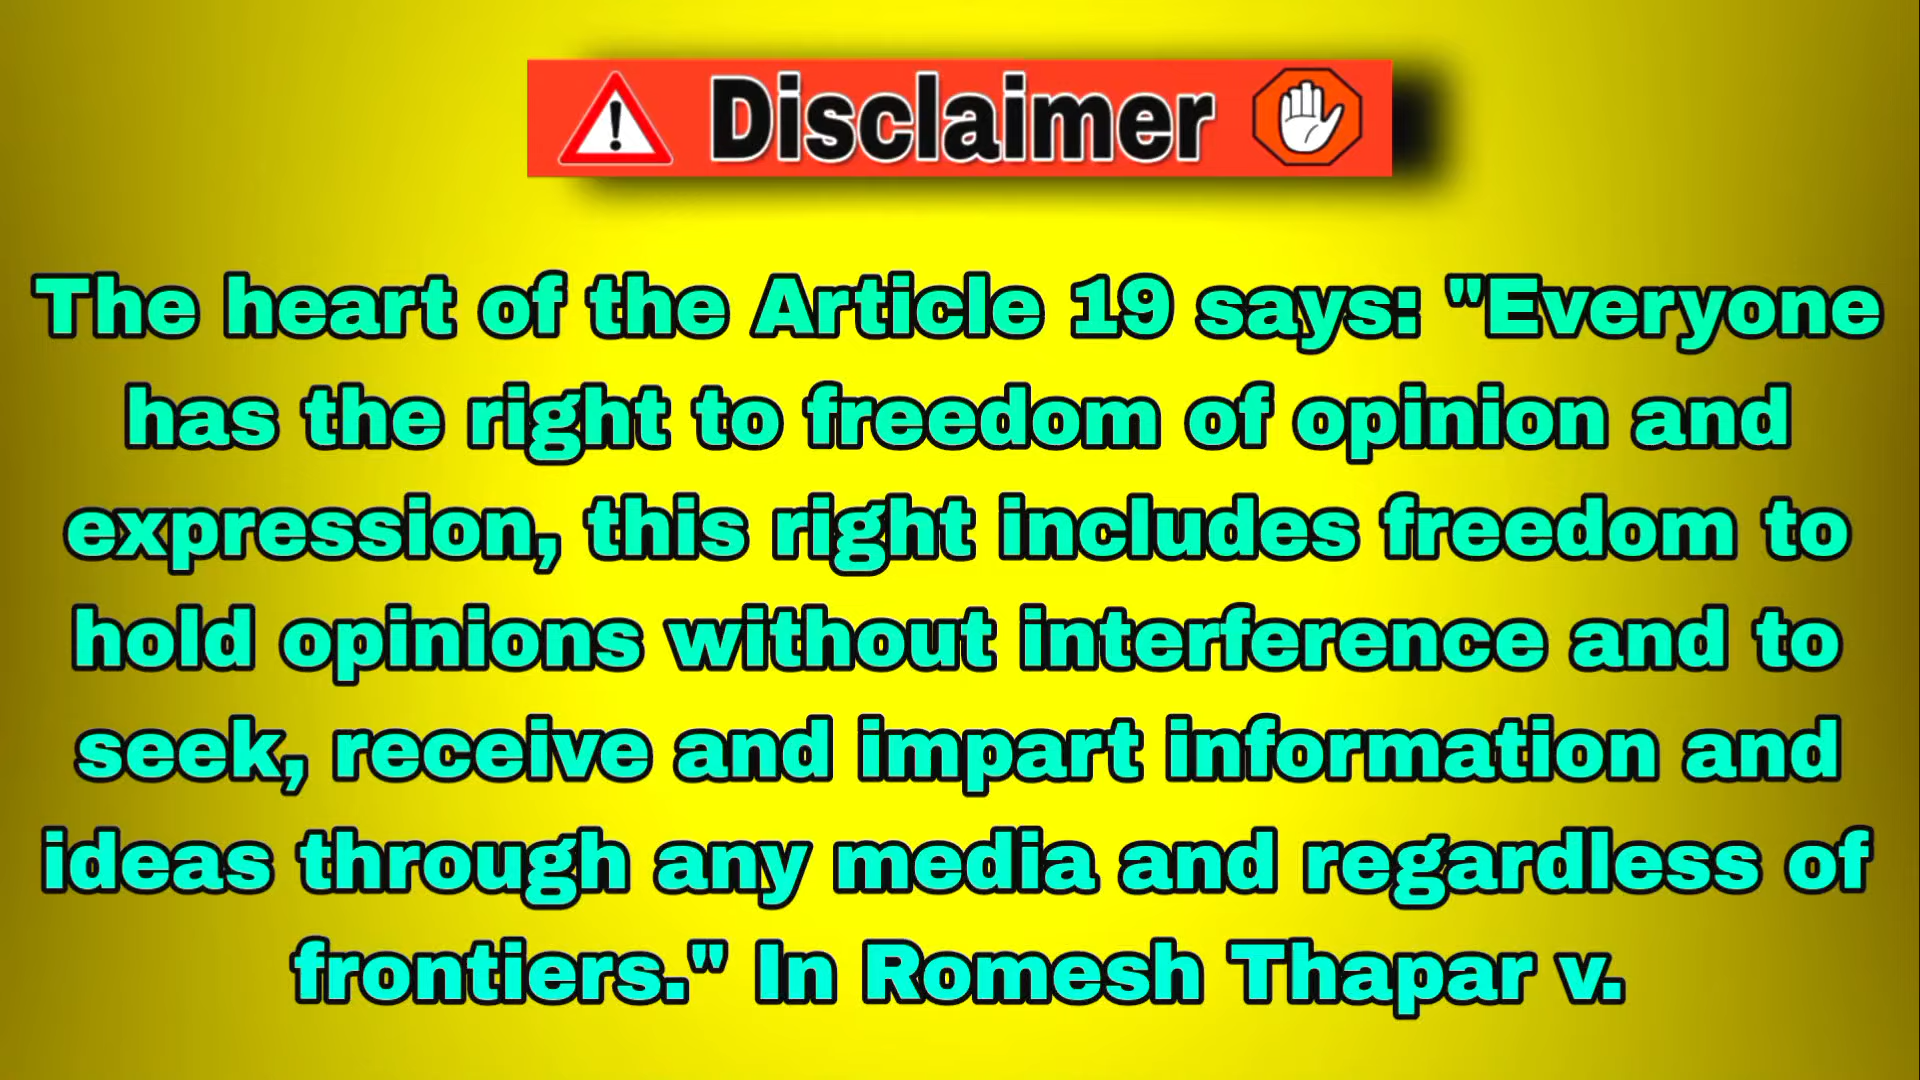 Disclaimer
The heart of the Article 19 says: "Everyone
has the right to freedom of opinion and
expression, this right includes freedom to
hold opinions without interference and to
seek, receive and impart information and
ideas through any media and regardless of
frontiers." In Romesh Thapar v.